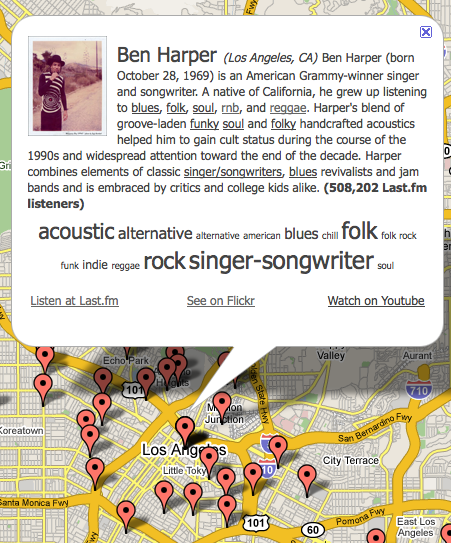 Ben Harper (Los Angeles, CA) Ben Harper (born
October 28, 1969) is an American Grammy-winner singer
and songwriter. A native of California, he grew up listening
to blues, folk, soul, rnb, and reggae. Harper's blend of
groove-laden funky soul and folky handcrafted acoustics
helped him to gain cult status during the course of the
1990s and widespread attention toward the end of the decade. Harper
combines elements of classic singer/songwriters, blues revivalists and jam
bands and is embraced by critics and college kids alike. (508,202 Last.fm
listeners)
acoustic alternative alternative american blues chill folk folk rock
funk indie reggae rock singer-songwriter soul
Listen at Last.fm See on Flickr Watch on Youtube
Echo Park
Happy
Valley
Aurant
101
710
Koreatown
Junction
Los Angeles
San Bernardino Fwy
City Terrace
Little Tokyo
Santa Monica Fwy
101
60
Pomona Fwy
710
East Los
Angeles